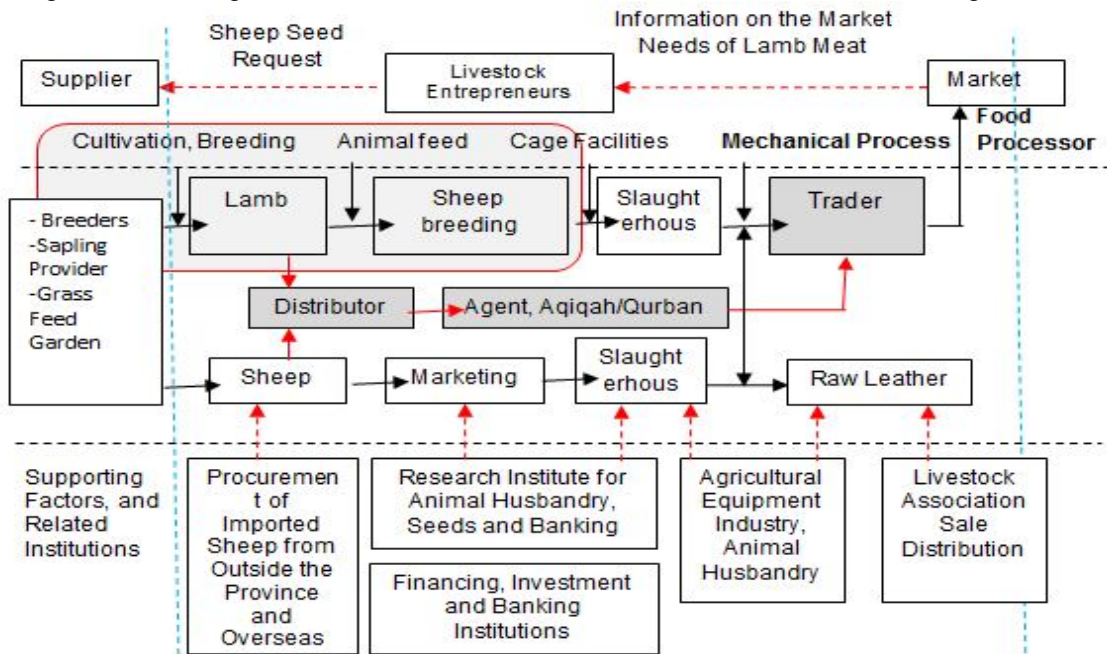 Sheep Seed
Request
Information on the Market
Needs of Lamb Meat
Supplier
Livestock
Entrepreneurs
Market
Food
Processor
Cultivation, Breeding
Animal feed
Cage Facilities
Mechanical Process
- Breeders
-Sapling
Provider
-Grass
Feed
Garden
Lamb
Sheep
breeding
Slaught
erhous
Trader
Distributor
Agent, Aqiqah/Qurban
Sheep
Marketing
Slaught
erhous
Raw Leather
Supporting
Factors, and
Related
Institutions
Procuremen
t of
Imported
Sheep from
Outside the
Province
and
Overseas
Research Institute for
Animal Husbandry,
Seeds and Banking
Financing, Investment
and Banking
Institutions
Agricultural
Equipment
Industry,
Animal
Husbandry
Livestock
Association
Sale
Distribution